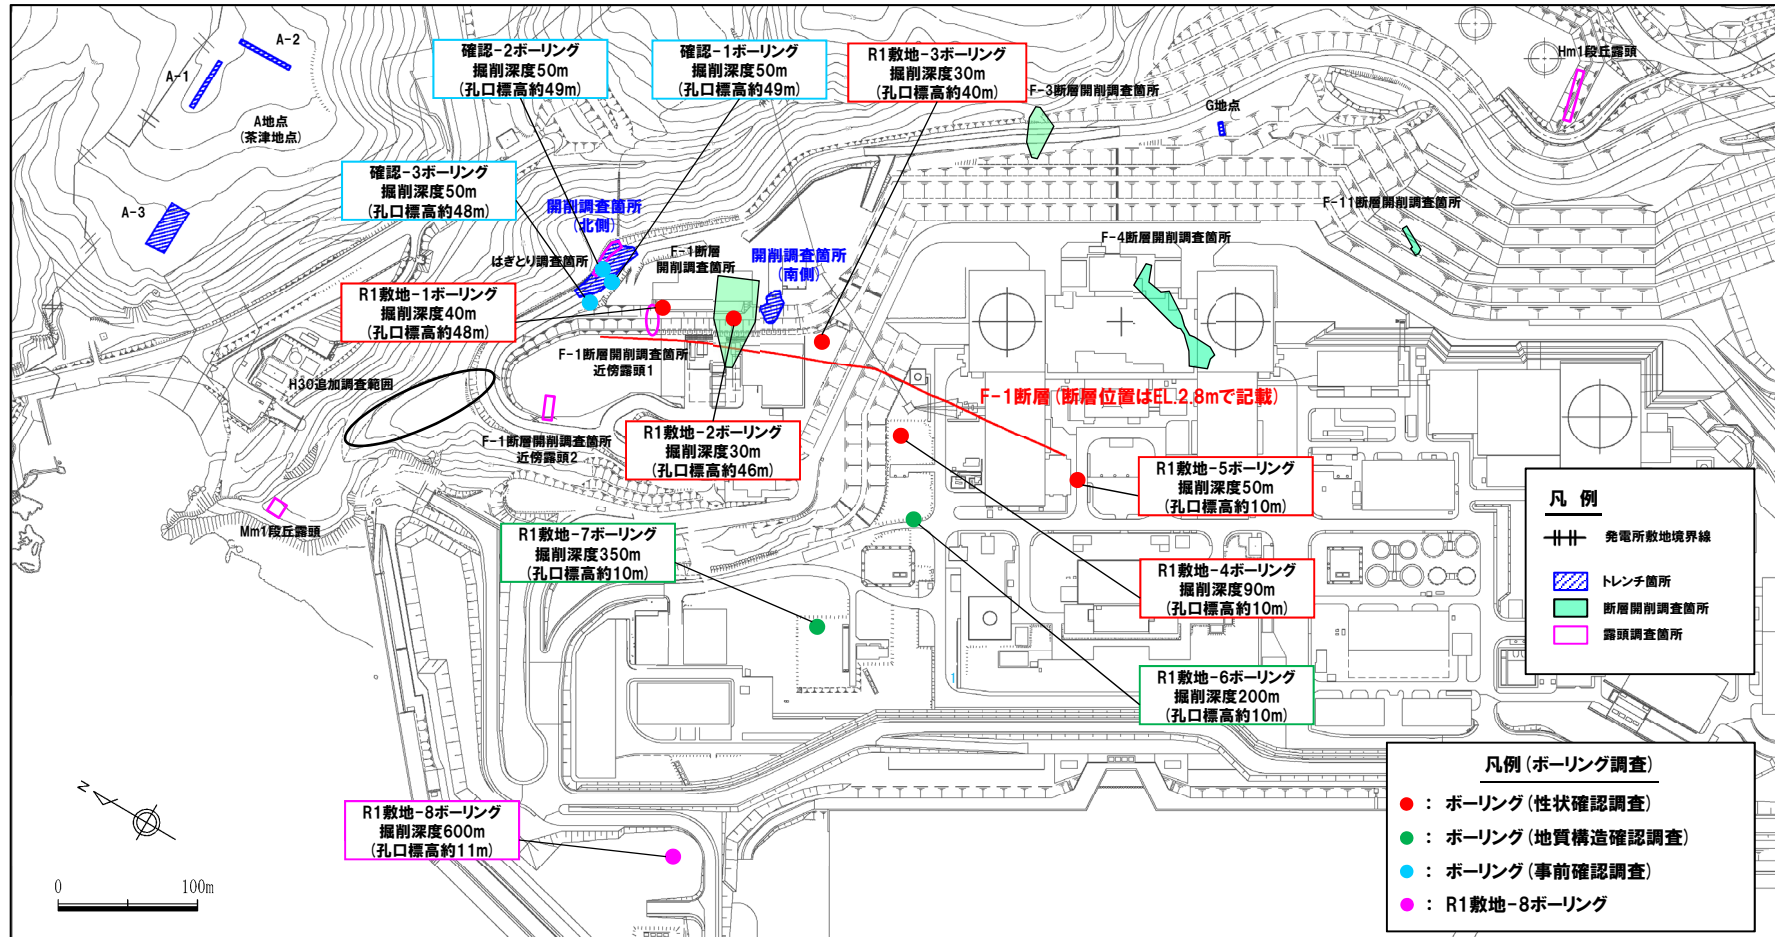 A-2
A-1
A地点
(茶津地点)
A-3
確認-2ボーリング
掘削深度50m
(孔口標高約49m)
確認-1ボーリング
掘削深度50m
(孔口標高約49m)
R1敷地-3ボーリング
掘削深度30m
(孔口標高約40m)
F-3断層開削調査箇所
G地点
Hm1段丘露頭
確認-3ボーリング
掘削深度50m
(孔口標高約48m)
開削調査箇所
(北側)
はぎとり調査箇所
F-1断層
開削調査箇所
開削調査箇所
(南側)
F-4断層開削調査箇所
F-11断層開削調査箇所
R1敷地-1ボーリング
掘削深度40m
(孔口標高約48m)
F-1断層開削調査箇所
近傍露頭1
H30追加調査範囲
F-1断層(断層位置はEL.2.8mで記載)
F-1断層開削調査箇所
近傍露頭2
R1敷地-2ボーリング
掘削深度30m
(孔口標高約46m)
R1敷地-5ボーリング
掘削深度50m
(孔口標高約10m)
Mm1段丘露頭
R1敷地-7ボーリング
掘削深度350m
(孔口標高約10m)
R1敷地-4ボーリング
掘削深度90m
(孔口標高約10m)
R1敷地-6ボーリング
掘削深度200m
(孔口標高約10m)
R1敷地-8ボーリング
掘削深度600m
(孔口標高約11m)
凡 例
発電所敷地境界線
トレンチ箇所
断層開削調査箇所
露頭調査箇所
凡例(ボーリング調査)
: ボーリング(性状確認調査)
: ボーリング(地質構造確認調査)
: ボーリング(事前確認調査)
: R1敷地-8ボーリング
N
0 100m